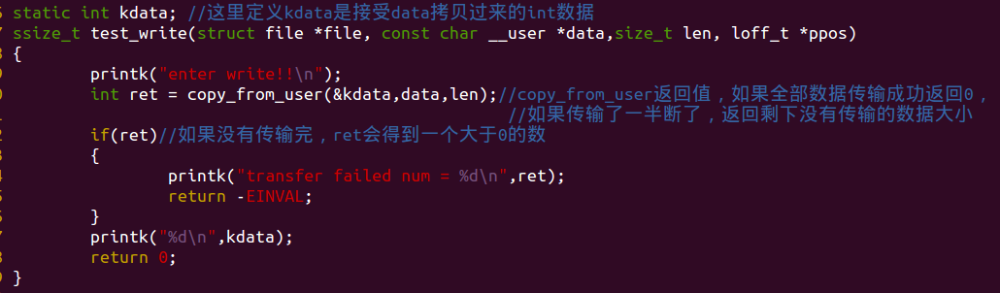 static int kdata; //这里定义kdata是接受data拷贝过来的int数据
ssize_t test_write(struct file *file, const char __user *data,size_t len, loff_t *ppos)
{
printk("enter write!!\n");
int ret = copy_from_user(&kdata,data,len);//copy_from_user返回值，如果全部数据传输成功返回0，
//如果传输了一半断了，返回剩下没有传输的数据大小
if(ret)//如果没有传输完，ret会得到一个大于0的数
{
printk("transfer failed num = %d\n",ret);
return -EINVAL;
}
printk("%d\n",kdata);
return 0;
}